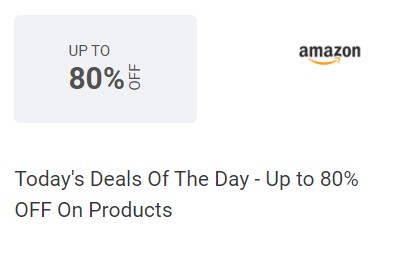 UP TO
80% OFF
amazon
Today's Deals Of The Day - Up to 80%
OFF On Products